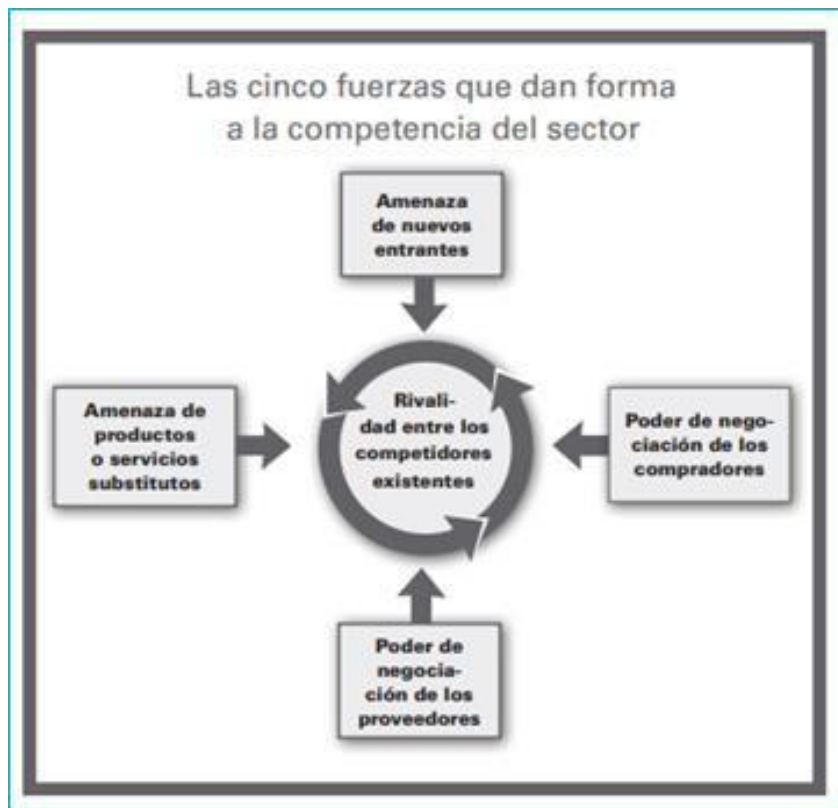 Las cinco fuerzas que dan forma
a la competencia del sector
Amenaza
de nuevos
entrantes
Amenaza de
productos
o servicios
substitutos
Rivali-
dad entre los
competidores
existentes
Poder de nego-
ciación de los
compradores
Poder de
negocia-
ción de los
proveedores